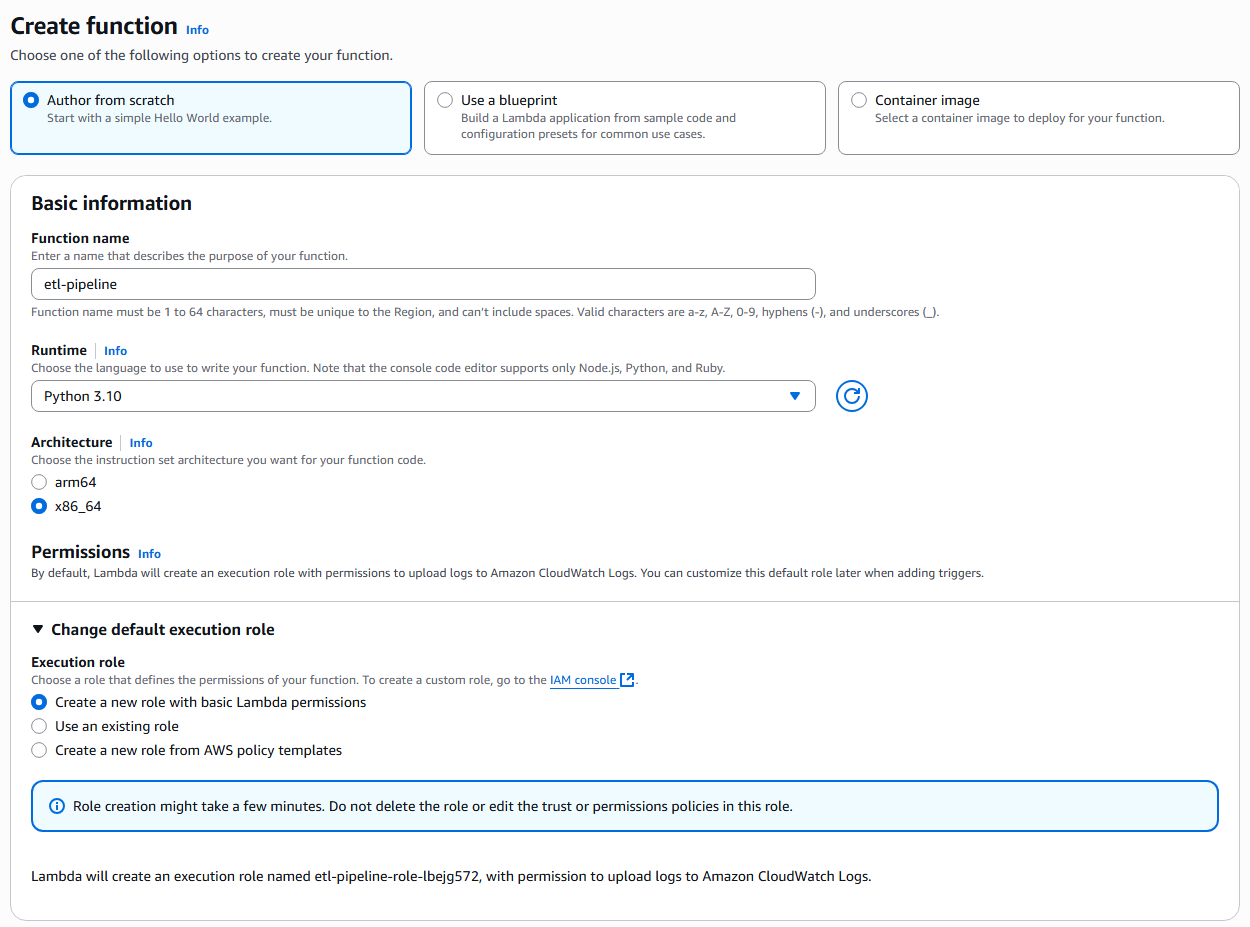 Create function Info
Choose one of the following options to create your function.
Author from scratch
Start with a simple Hello World example.
Use a blueprint
Build a Lambda application from sample code and
configuration presets for common use cases.
Container image
Select a container image to deploy for your function.
Basic information
Function name
Enter a name that describes the purpose of your function.
etl-pipeline
Function name must be 1 to 64 characters, must be unique to the Region, and can't include spaces. Valid characters are a-z, A-Z, 0-9, hyphens (-), and underscores (_).
Runtime Info
Choose the language to use to write your function. Note that the console code editor supports only Node.js, Python, and Ruby.
Python 3.10
Architecture Info
Choose the instruction set architecture you want for your function code.
arm64
x86_64
Permissions Info
By default, Lambda will create an execution role with permissions to upload logs to Amazon CloudWatch Logs. You can customize this default role later when adding triggers.
Change default execution role
Execution role
Choose a role that defines the permissions of your function. To create a custom role, go to the IAM console.
Create a new role with basic Lambda permissions
Use an existing role
Create a new role from AWS policy templates
Role creation might take a few minutes. Do not delete the role or edit the trust or permissions policies in this role.
Lambda will create an execution role named etl-pipeline-role-lbejg572, with permission to upload logs to Amazon CloudWatch Logs.